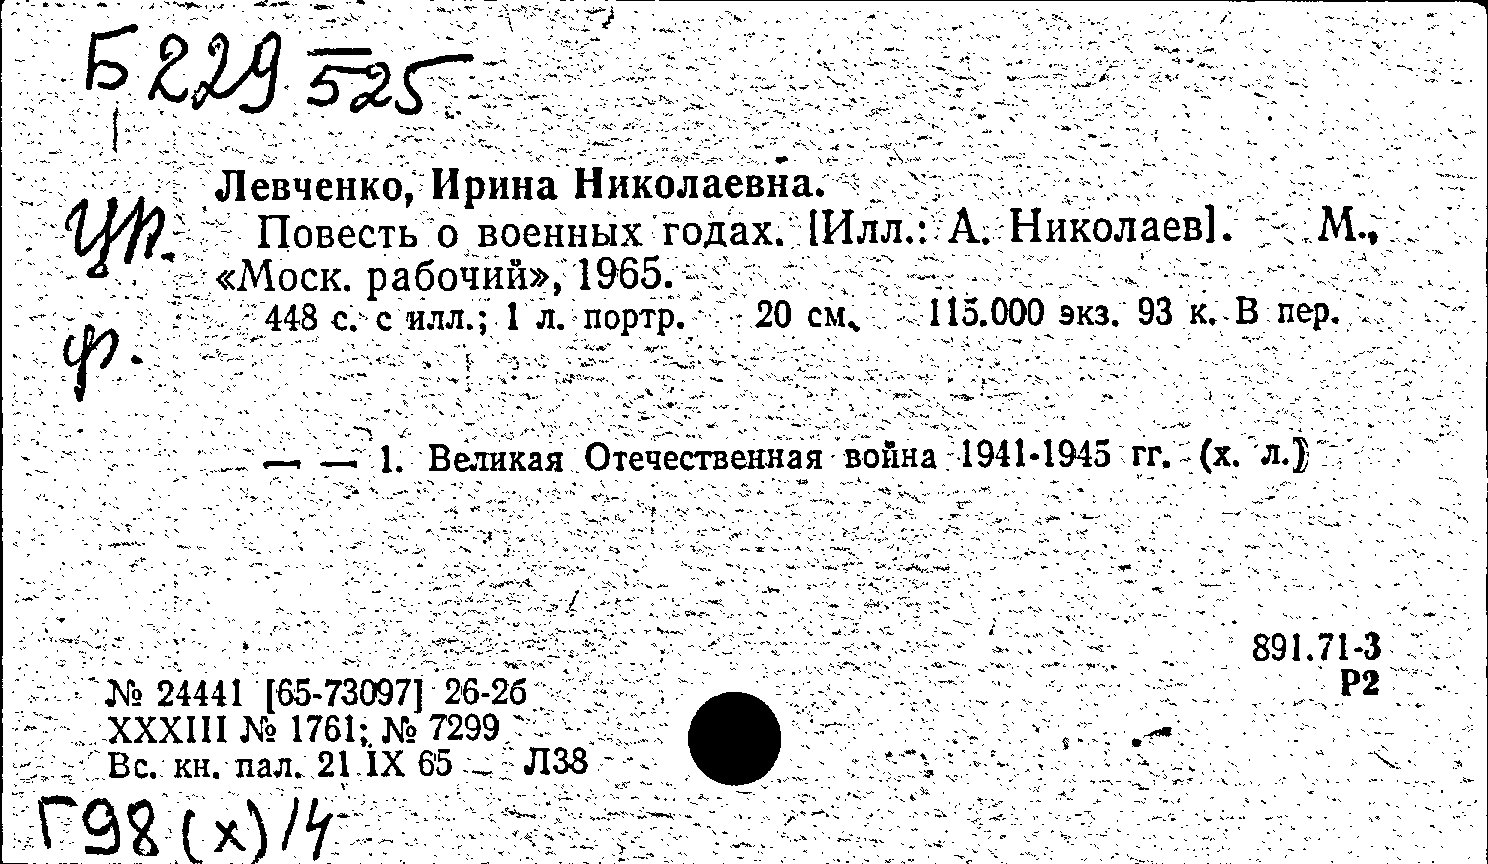 Б 229
525
Левченко, Ирина Николаевна.
Повесть о военных годах. [Илл.: А. Николаев]. М.,
«Моск. рабочий», 1965.
448 с. с илл.; 1 л. портр. 20 см. 115.000 экз. 93 к. В пер.
цп.
ф.
— — 1. Великая Отечественная война 1941-1945 гг. (х. л.)
891.71-3
Р2
№ 24441 [65-73097] 26-2б
XXXIII № 1761; № 7299
Вс. кн. пал. 21 IX 65 Л38
Г98(х)/4